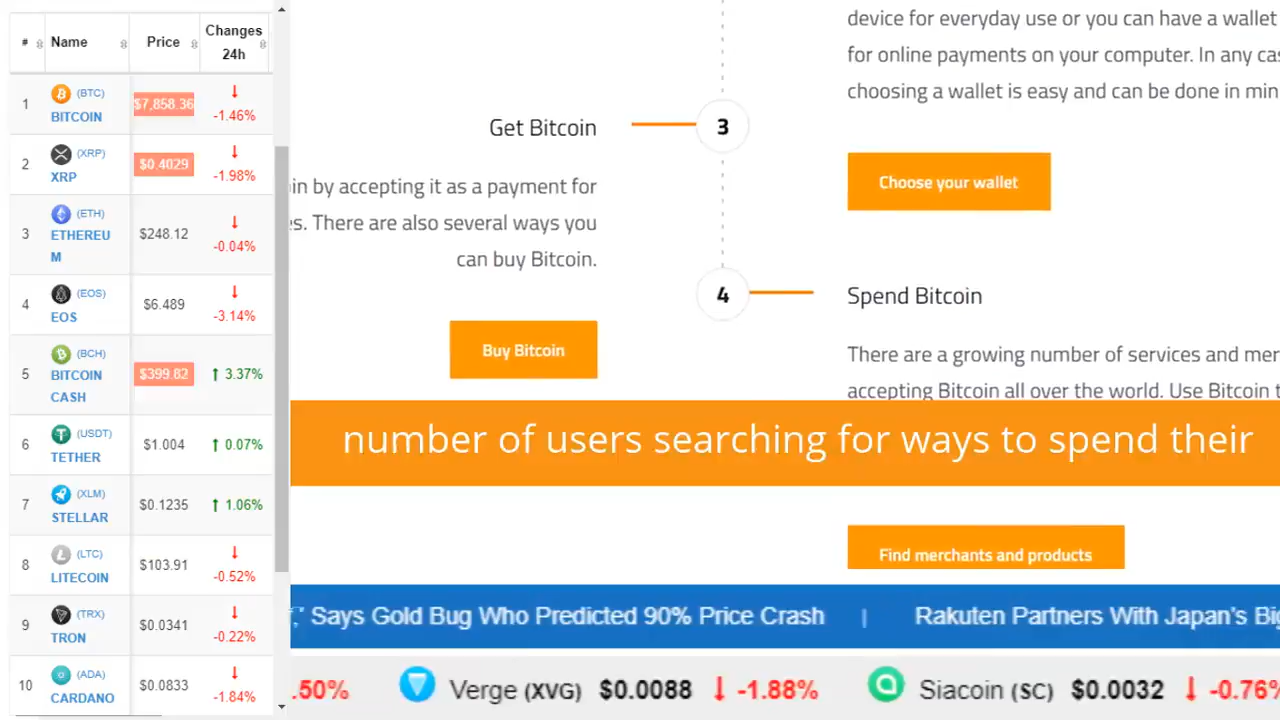 # Name Price Changes 24h
1 (BTC) BITCOIN $7,858.36 -1.46%
2 (XRP) XRP $0.4029 -1.98%
3 (ETH) ETHEREU
M $248.12 -0.04%
4 (EOS) EOS $6.489 -3.14%
5 (BCH) BITCOIN CASH $399.82 3.37%
6 (USDT) TETHER $1.004 0.07%
7 (XLM) STELLAR $0.1235 1.06%
8 (LTC) LITECOIN $103.91 -0.52%
9 (TRX) TRON $0.0341 -0.22%
10 (ADA) CARDANO $0.0833 -1.84%
Get Bitcoin
3
in by accepting it as a payment for
s. There are also several ways you
can buy Bitcoin.
Buy Bitcoin
device for everyday use or you can have a wallet
for online payments on your computer. In any cas
choosing a wallet is easy and can be done in min
Choose your wallet
4
Spend Bitcoin
There are a growing number of services and mer
accepting Bitcoin all over the world. Use Bitcoin t
number of users searching for ways to spend their
Find merchants and products
Says Gold Bug Who Predicted 90% Price Crash | Rakuten Partners With Japan's Big
.50% Verge (XVG) $0.0088 -1.88% Siacoin (SC) $0.0032 -0.76%